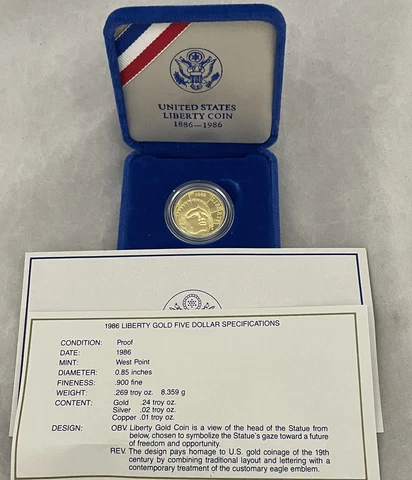 UNITED STATES
LIBERTY COIN
1886–1986
1986
1986 LIBERTY GOLD FIVE DOLLAR SPECIFICATIONS
CONDITION: Proof
DATE: 1986
MINT: West Point
DIAMETER: 0.85 inches
FINENESS: .900 fine
WEIGHT: .269 troy oz. 8.359 g
CONTENT: Gold .24 troy oz.
Silver .02 troy oz.
Copper .01 troy oz.
DESIGN: OBV. Liberty Gold Coin is a view of the head of the Statue from
below, chosen to symbolize the Statue's gaze toward a future
of freedom and opportunity.
REV. The design pays homage to U.S. gold coinage of the 19th
century by combining traditional layout and lettering with a
contemporary treatment of the customary eagle emblem.